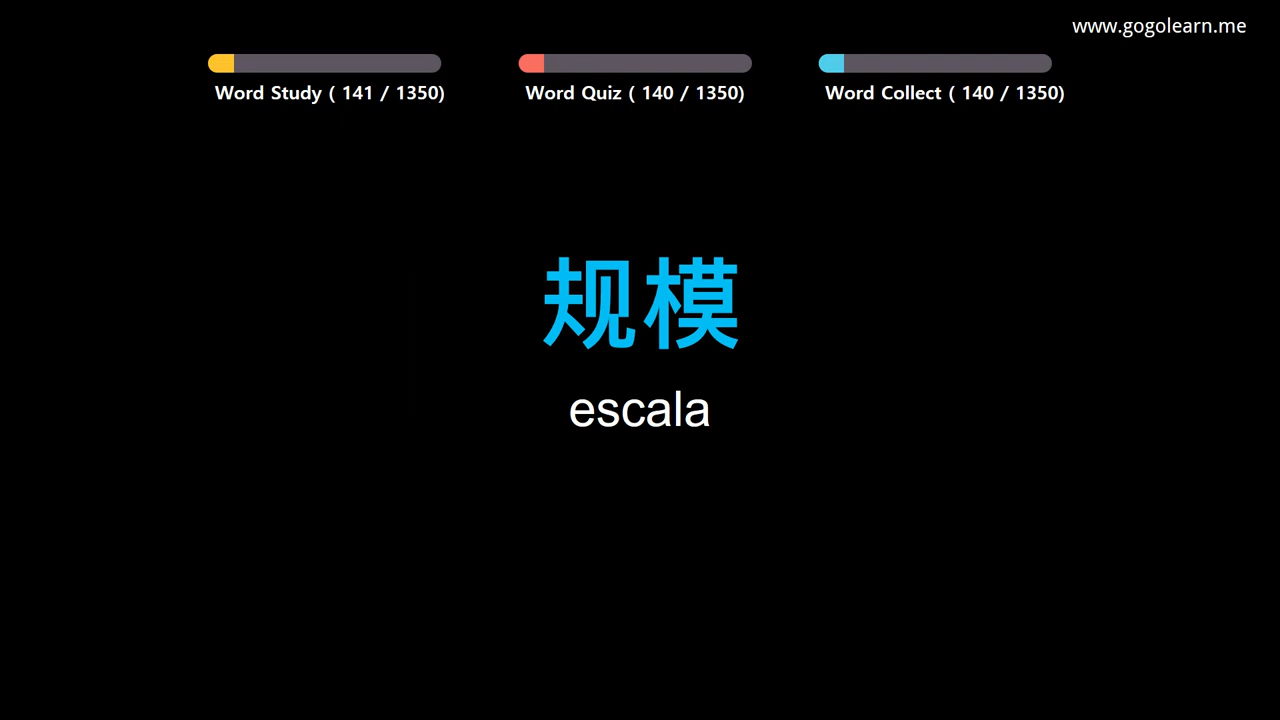 www.gogolearn.me
Word Study ( 141 / 1350)
Word Quiz ( 140 / 1350)
Word Collect ( 140 / 1350)
规模
escala